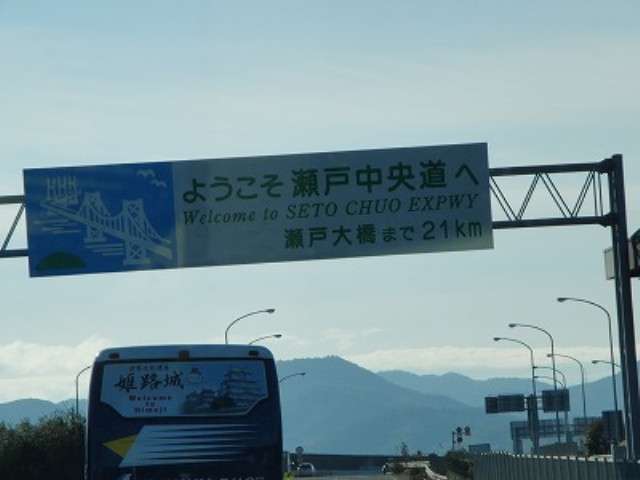 ようこそ瀬戸中央道へ
Welcome to SETO CHUO EXPWY
瀬戸大橋まで21km
姫路城
Welcome
to
Himeji